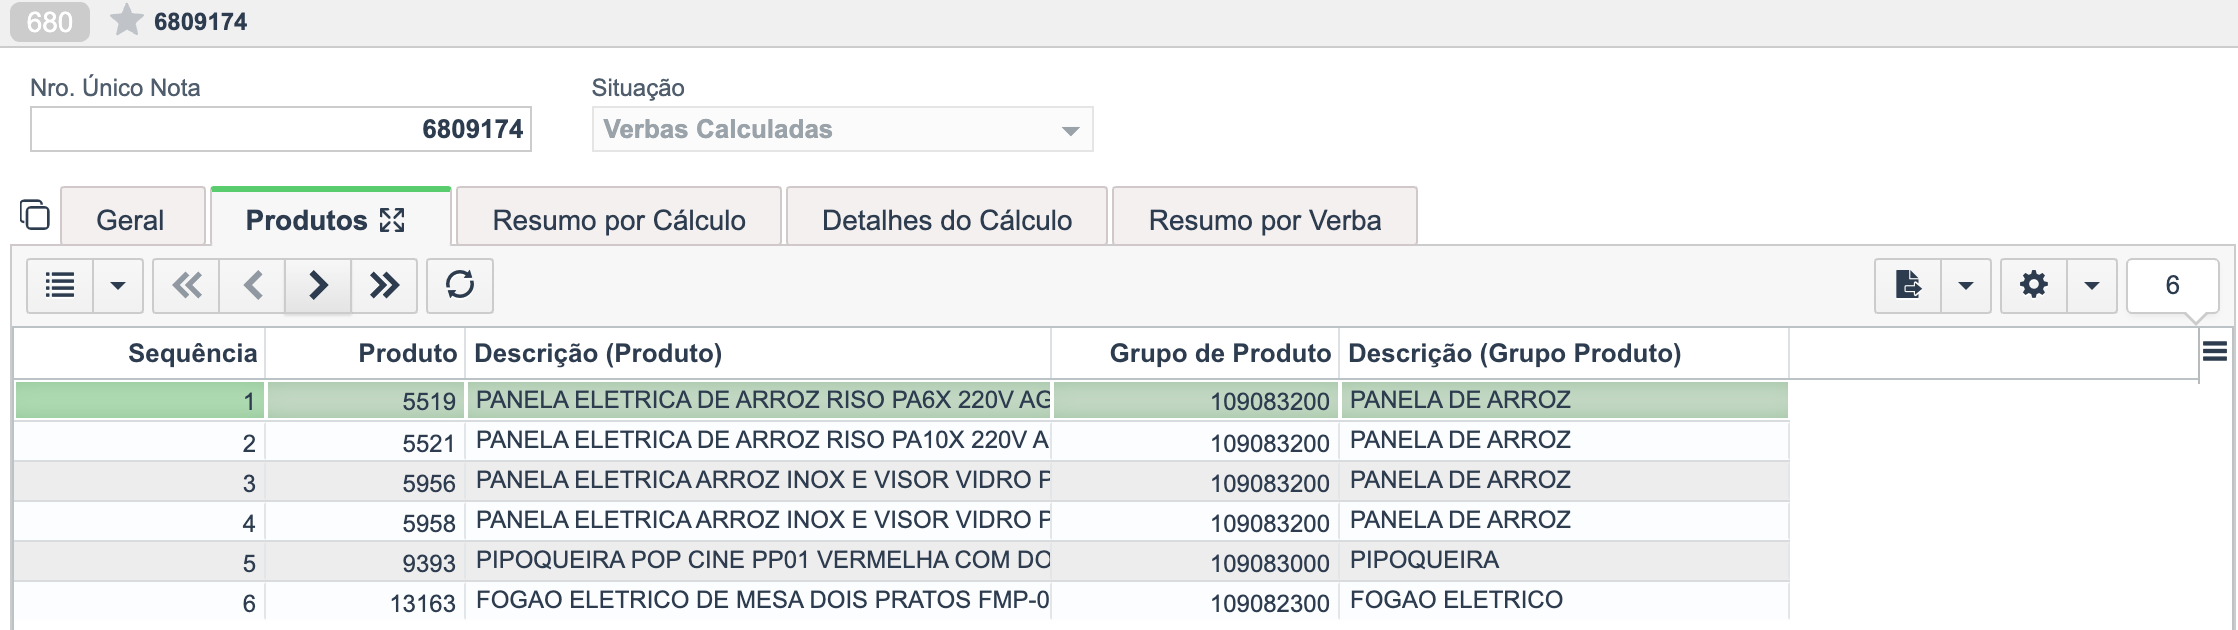 680 6809174
Nro. Único Nota Situação
6809174 Verbas Calculadas
Geral Produtos Resumo por Cálculo Detalhes do Cálculo Resumo por Verba
6
Sequência Produto Descrição (Produto) Grupo de Produto Descrição (Grupo Produto)
1 5519 PANELA ELETRICA DE ARROZ RISO PA6X 220V AG 109083200 PANELA DE ARROZ
2 5521 PANELA ELETRICA DE ARROZ RISO PA10X 220V A 109083200 PANELA DE ARROZ
3 5956 PANELA ELETRICA ARROZ INOX E VISOR VIDRO P 109083200 PANELA DE ARROZ
4 5958 PANELA ELETRICA ARROZ INOX E VISOR VIDRO P 109083200 PANELA DE ARROZ
5 9393 PIPOQUEIRA POP CINE PP01 VERMELHA COM DO 109083000 PIPOQUEIRA
6 13163 FOGAO ELETRICO DE MESA DOIS PRATOS FMP-0 109082300 FOGAO ELETRICO